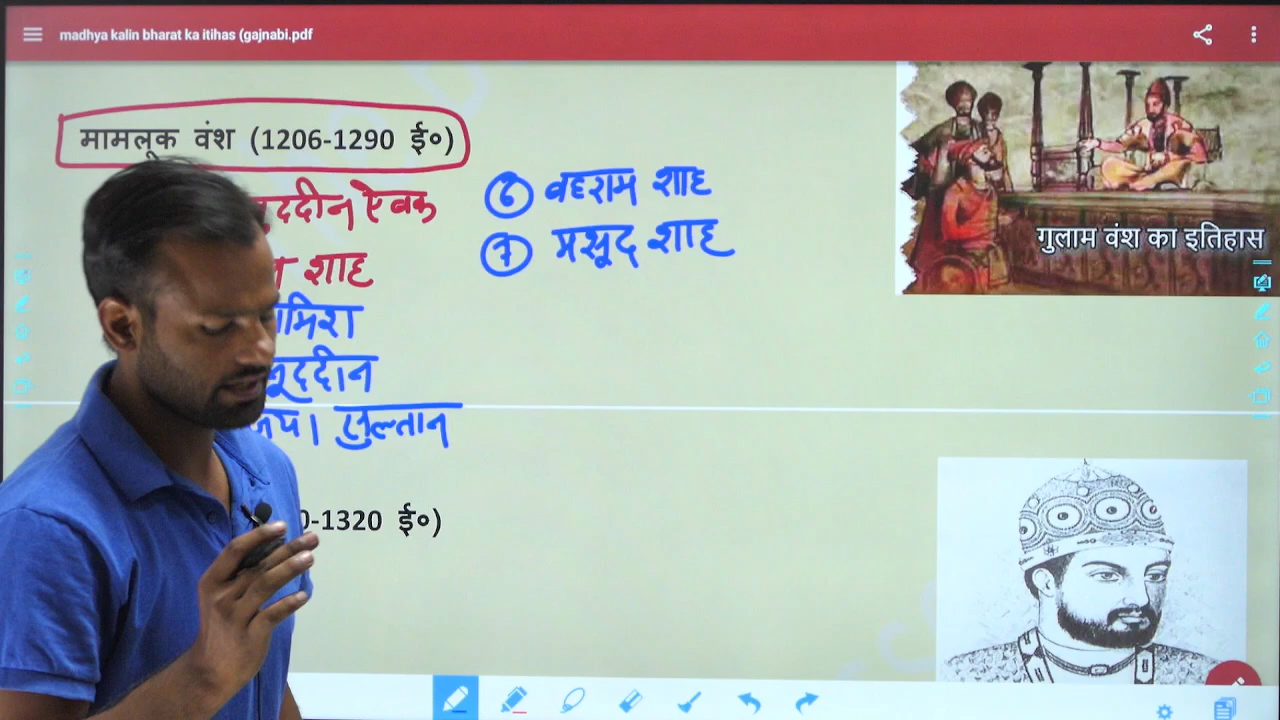 madhya kalin bharat ka itihas (gajnabi.pdf
मामलूक वंश (1206-1290 ई०)
ऐबक
शाह
सुल्तान
0-1320 ई०)
⑥ बहराम शाह
⑦ मसूद शाह
गुलाम वंश का इतिहास